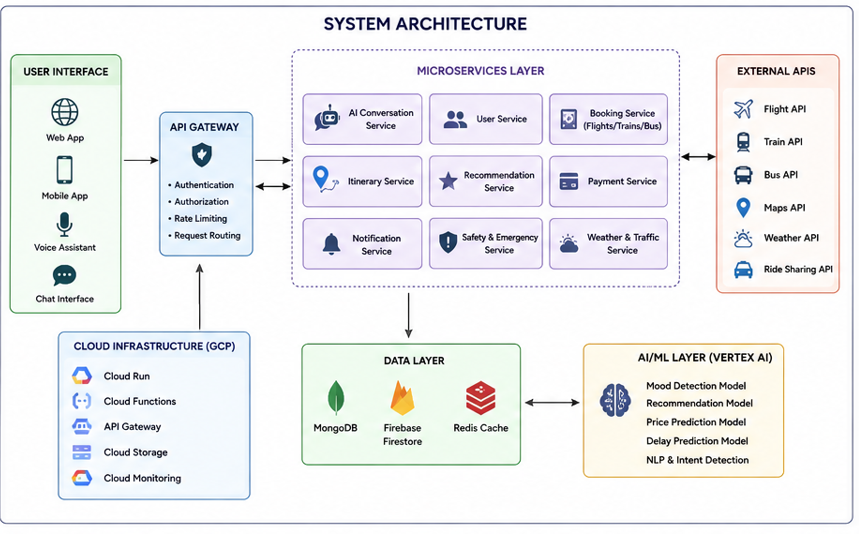 SYSTEM ARCHITECTURE
USER INTERFACE
Web App
Mobile App
Voice Assistant
Chat Interface
API GATEWAY
• Authentication
• Authorization
• Rate Limiting
• Request Routing
MICROSERVICES LAYER
AI Conversation
Service
User Service
Booking Service
(Flights/Trains/Bus)
Itinerary Service
Recommendation
Service
Payment Service
Notification
Service
Safety & Emergency
Service
Weather & Traffic
Service
EXTERNAL APIS
Flight API
Train API
Bus API
Maps API
Weather API
Ride Sharing API
CLOUD INFRASTRUCTURE (GCP)
Cloud Run
Cloud Functions
API Gateway
Cloud Storage
Cloud Monitoring
DATA LAYER
MongoDB
Firebase
Firestore
Redis Cache
AI/ML LAYER (VERTEX AI)
Mood Detection Model
Recommendation Model
Price Prediction Model
Delay Prediction Model
NLP & Intent Detection